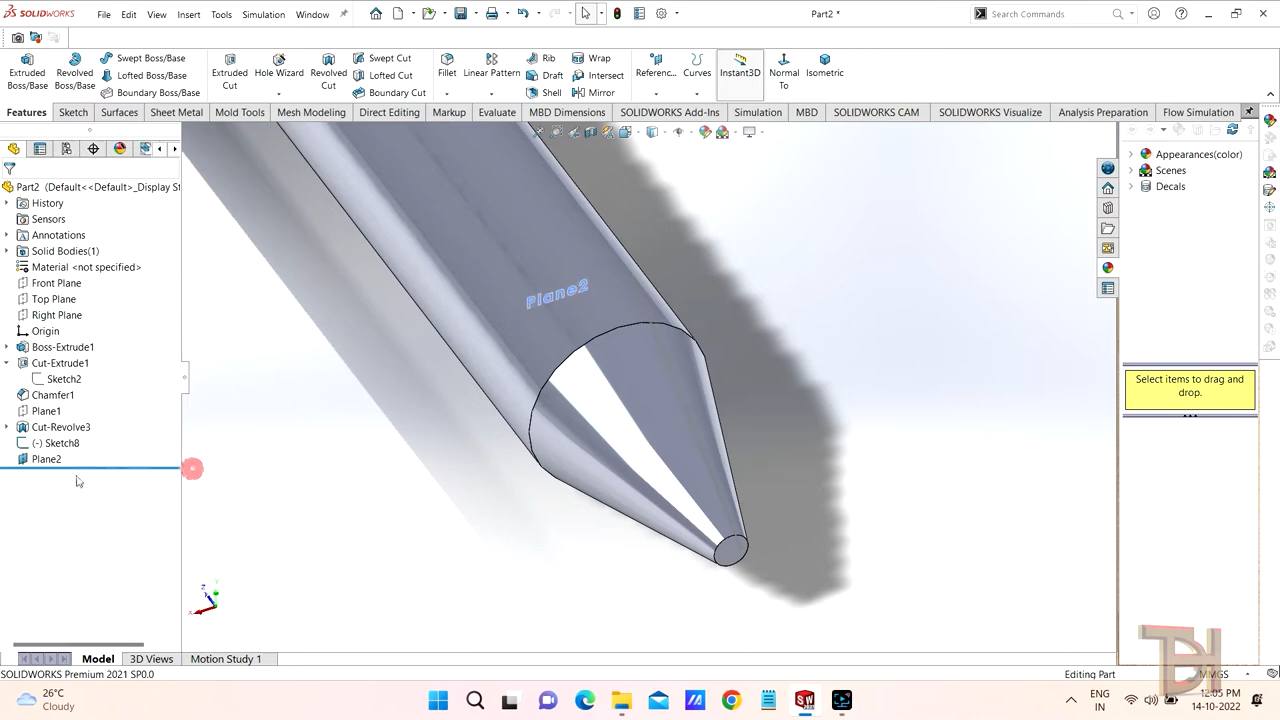 SOLIDWORKS
File Edit View Insert Tools Simulation Window
Part2 *
Search Commands
Extruded Boss/Base
Revolved Boss/Base
Swept Boss/Base
Lofted Boss/Base
Boundary Boss/Base
Extruded Cut
Hole Wizard
Revolved Cut
Swept Cut
Lofted Cut
Boundary Cut
Fillet
Linear Pattern
Rib
Draft
Shell
Wrap
Intersect
Mirror
Referenc...
Curves
Instant3D
Normal To
Isometric
Features Sketch Surfaces Sheet Metal Mold Tools Mesh Modeling Direct Editing Markup Evaluate MBD Dimensions SOLIDWORKS Add-Ins Simulation MBD SOLIDWORKS CAM SOLIDWORKS Visualize Analysis Preparation Flow Simulation
Part2 (Default<<Default>_Display St
History
Sensors
Annotations
Solid Bodies(1)
Material <not specified>
Front Plane
Top Plane
Right Plane
Origin
Boss-Extrude1
Cut-Extrude1
Sketch2
Chamfer1
Plane1
Cut-Revolve3
(-) Sketch8
Plane2
Plane2
X
Y
Z
Appearances(color)
Scenes
Decals
Select items to drag and drop.
Model 3D Views Motion Study 1
SOLIDWORKS Premium 2021 SP0.0
Editing Part
MMGS
26°C
Cloudy
ENG
IN
12:05 PM
14-10-2022